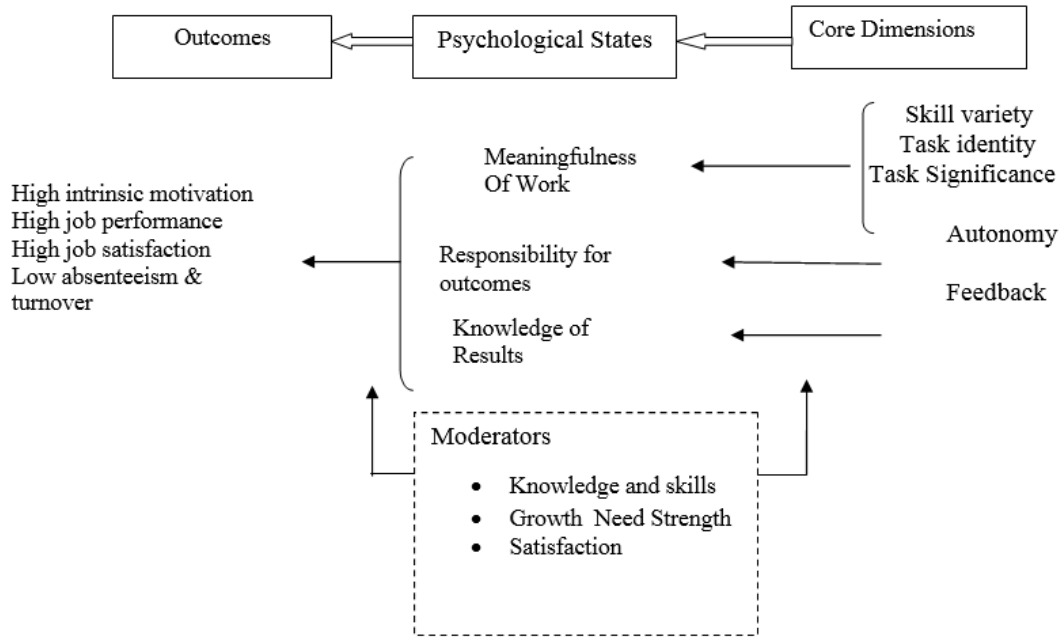 Outcomes
Psychological States
Core Dimensions
Skill variety
Task identity
Task Significance
Autonomy
Feedback
Meaningfulness
Of Work
Responsibility for
outcomes
Knowledge of
Results
High intrinsic motivation
High job performance
High job satisfaction
Low absenteeism &
turnover
Moderators
• Knowledge and skills
• Growth Need Strength
• Satisfaction